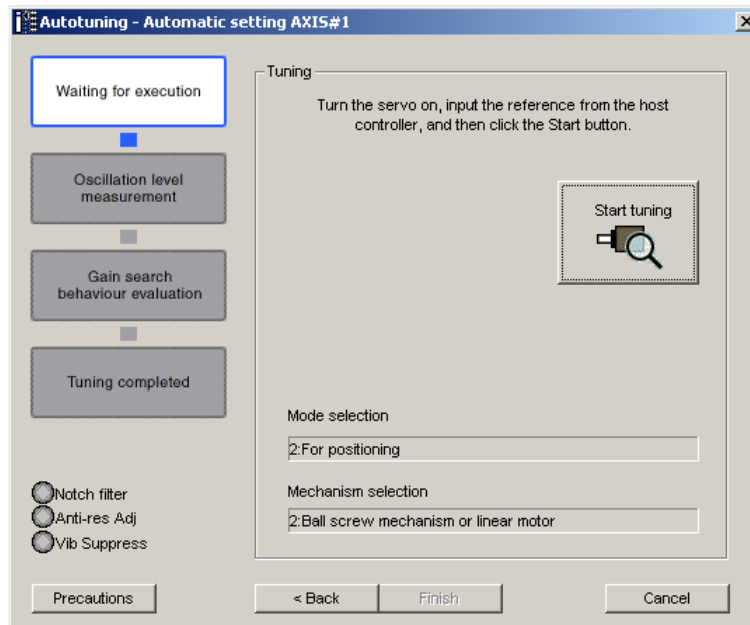 Autotuning - Automatic setting AXIS#1
Waiting for execution
Oscillation level
measurement
Gain search
behaviour evaluation
Tuning completed
Notch filter
Anti-res Adj
Vib Suppress
Tuning
Turn the servo on, input the reference from the host
controller, and then click the Start button.
Start tuning
Mode selection
2:For positioning
Mechanism selection
2:Ball screw mechanism or linear motor
Precautions
< Back
Finish
Cancel